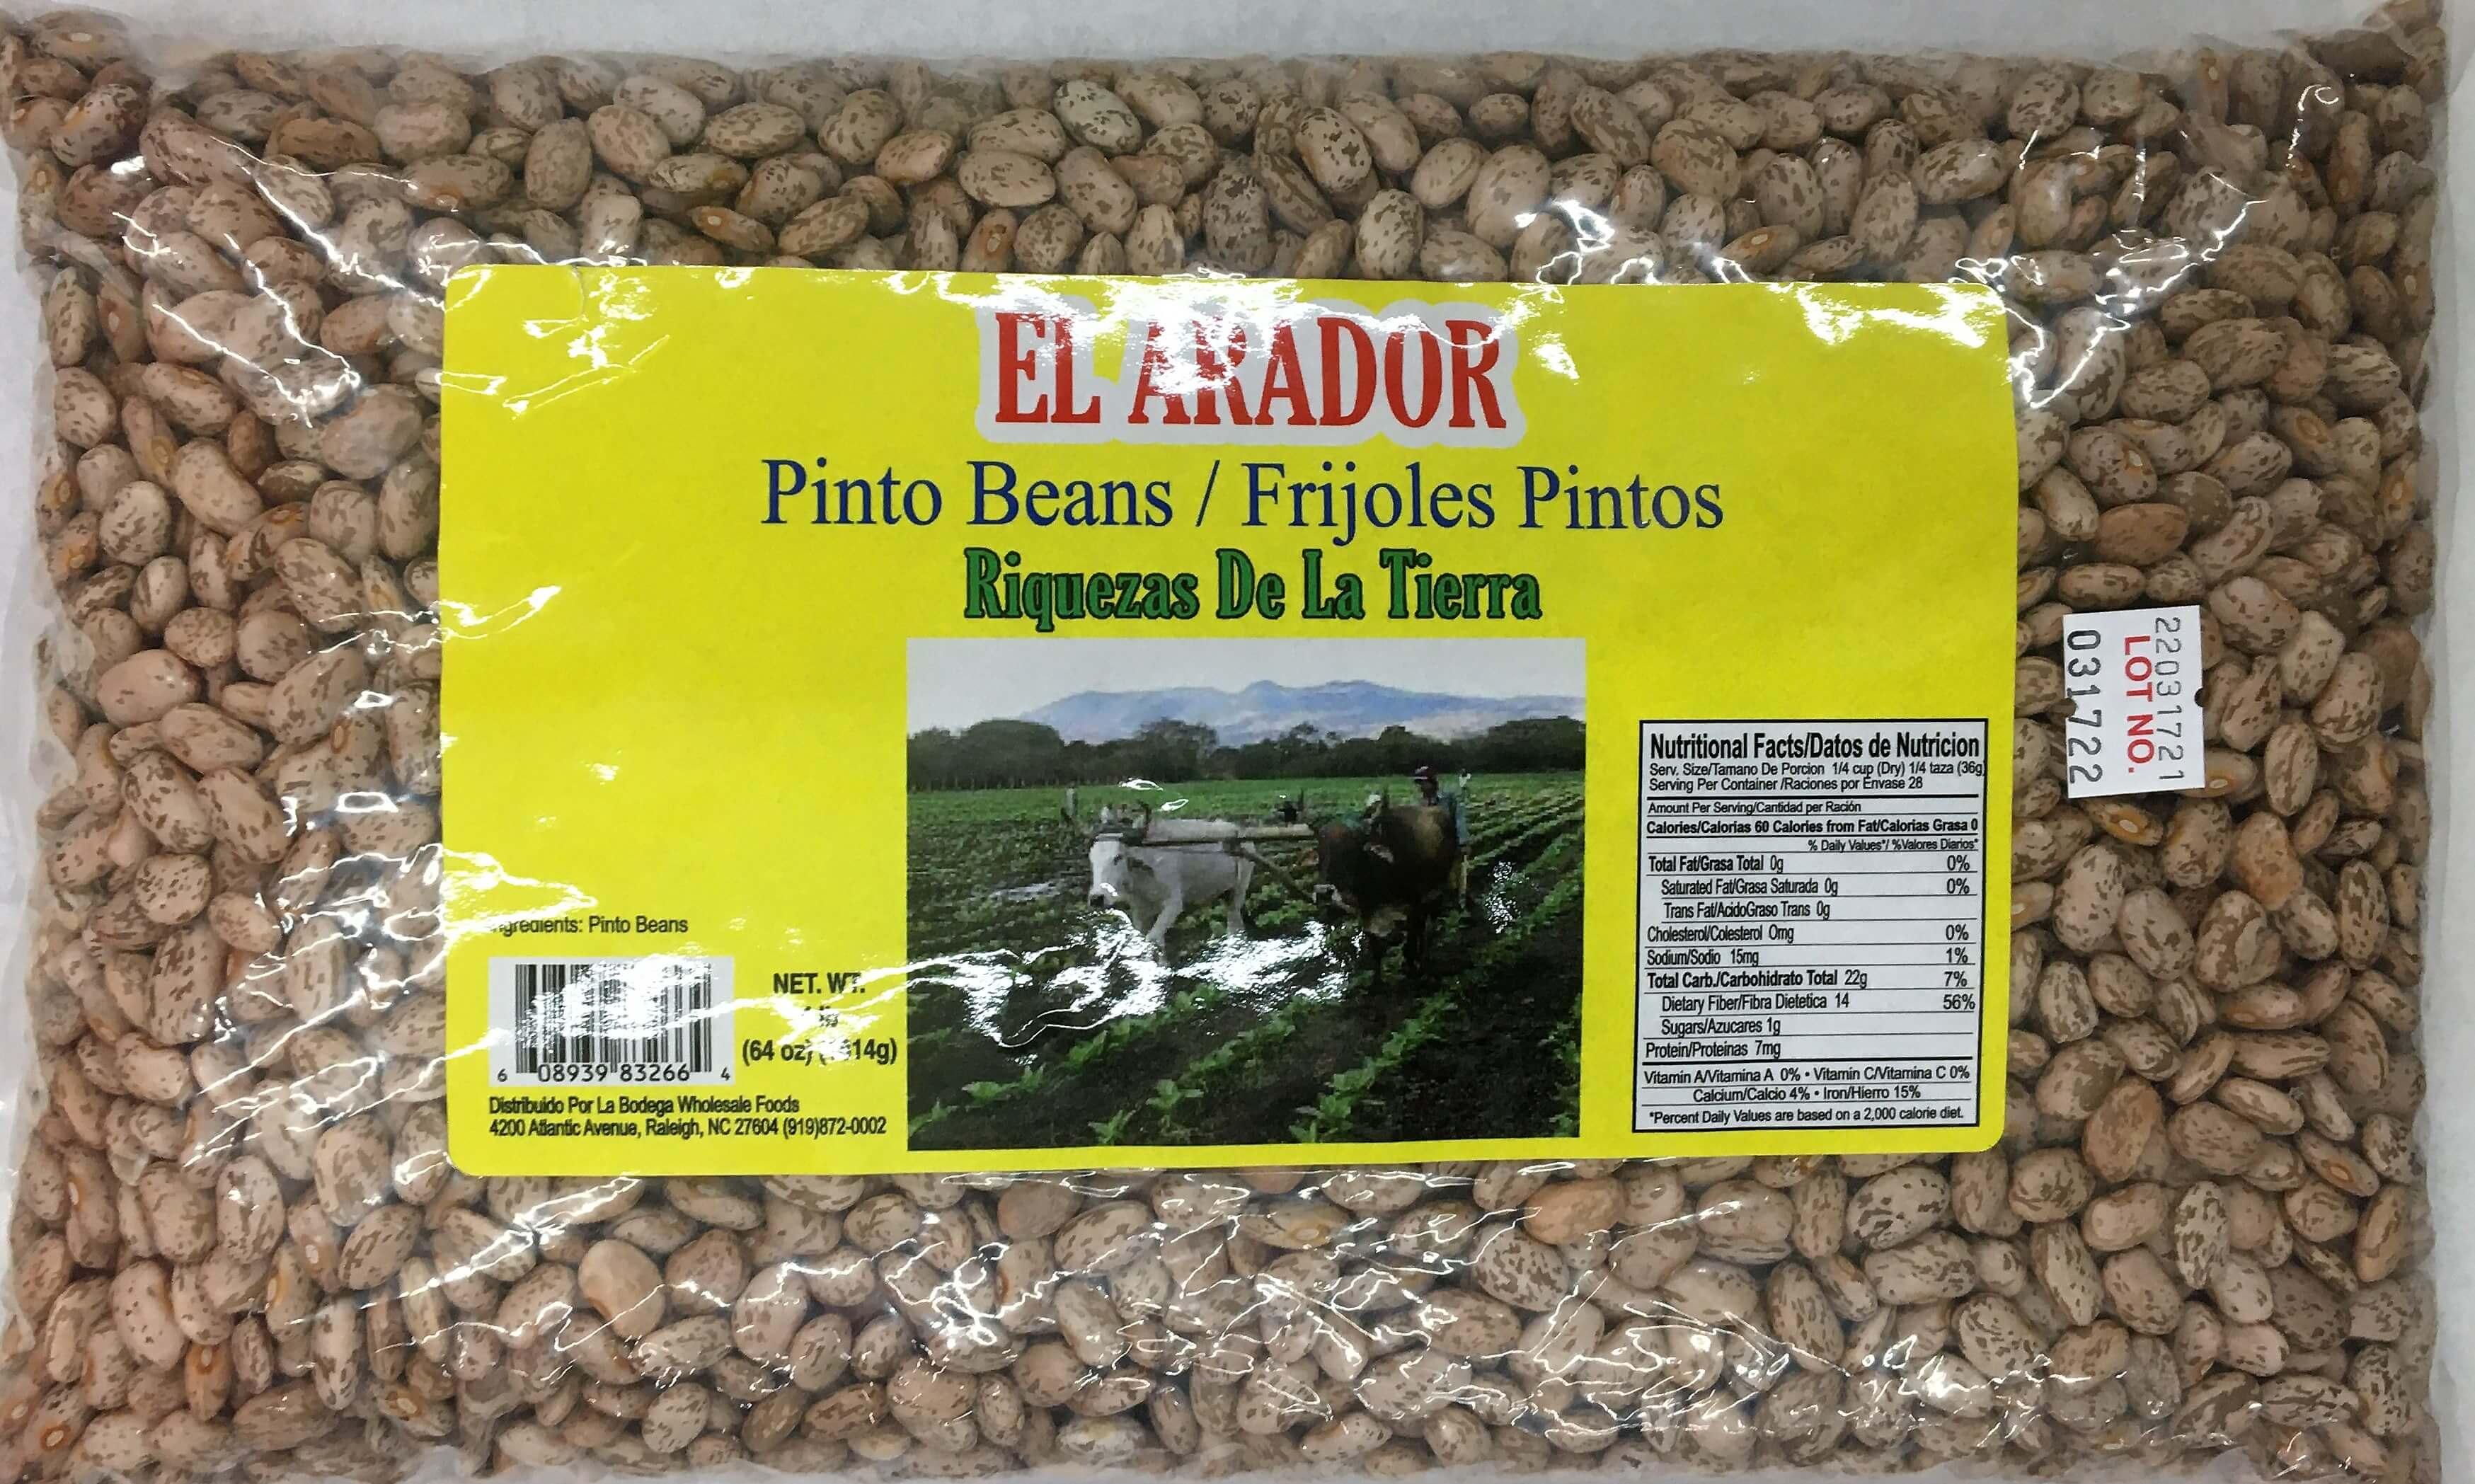 EL ARADOR
Pinto Beans / Frijoles Pintos
Riquezas De La Tierra
Pinto Beans
NET. WT.
(64 oz)
6 08939 83266 4
Distribuido Por La Bodega Wholesale Foods
4200 Atlantic Avenue, Raleigh, NC 27604 (919)872-0002
Nutritional Facts/Datos de Nutricion
Serv. Size/Tamano De Porcion 1/4 cup (Dry) 1/4 taza (36g)
Serving Per Container /Raciones por Envase 28
Amount Per Serving/Cantidad per Ración
Calories/Calorias 60 Calories from Fat/Calorias Grasa 0
% Daily Values*/ %Valores Diarios*
Total Fat/Grasa Total 0g 0%
Saturated Fat/Grasa Saturada 0g 0%
Trans Fat/AcidoGraso Trans 0g
Cholesterol/Colesterol 0mg 0%
Sodium/Sodio 15mg 1%
Total Carb./Carbohidrato Total 22g 7%
Dietary Fiber/Fibra Dietetica 14 56%
Sugars/Azucares 1g
Protein/Proteinas 7mg
Vitamin A/Vitamina A 0% • Vitamin C/Vitamina C 0%
Calcium/Calcio 4% • Iron/Hierro 15%
*Percent Daily Values are based on a 2,000 calorie diet.
220317221
LOT NO.
031722